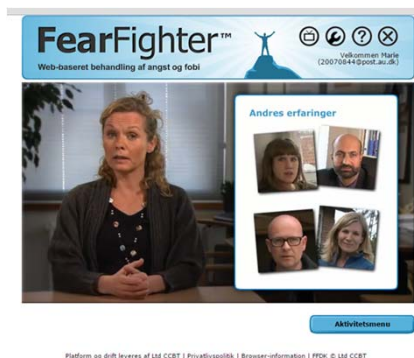 FearFighter™
Web-baseret behandling af angst og fobi
Velkommen Marie
(20070844@post.au.dk)
Andres erfaringer
Aktivitetsmenu
Platform og drift leveres af Ltd CCBT | Privatlivspolitik | Browser-information | FFDK © Ltd CCBT